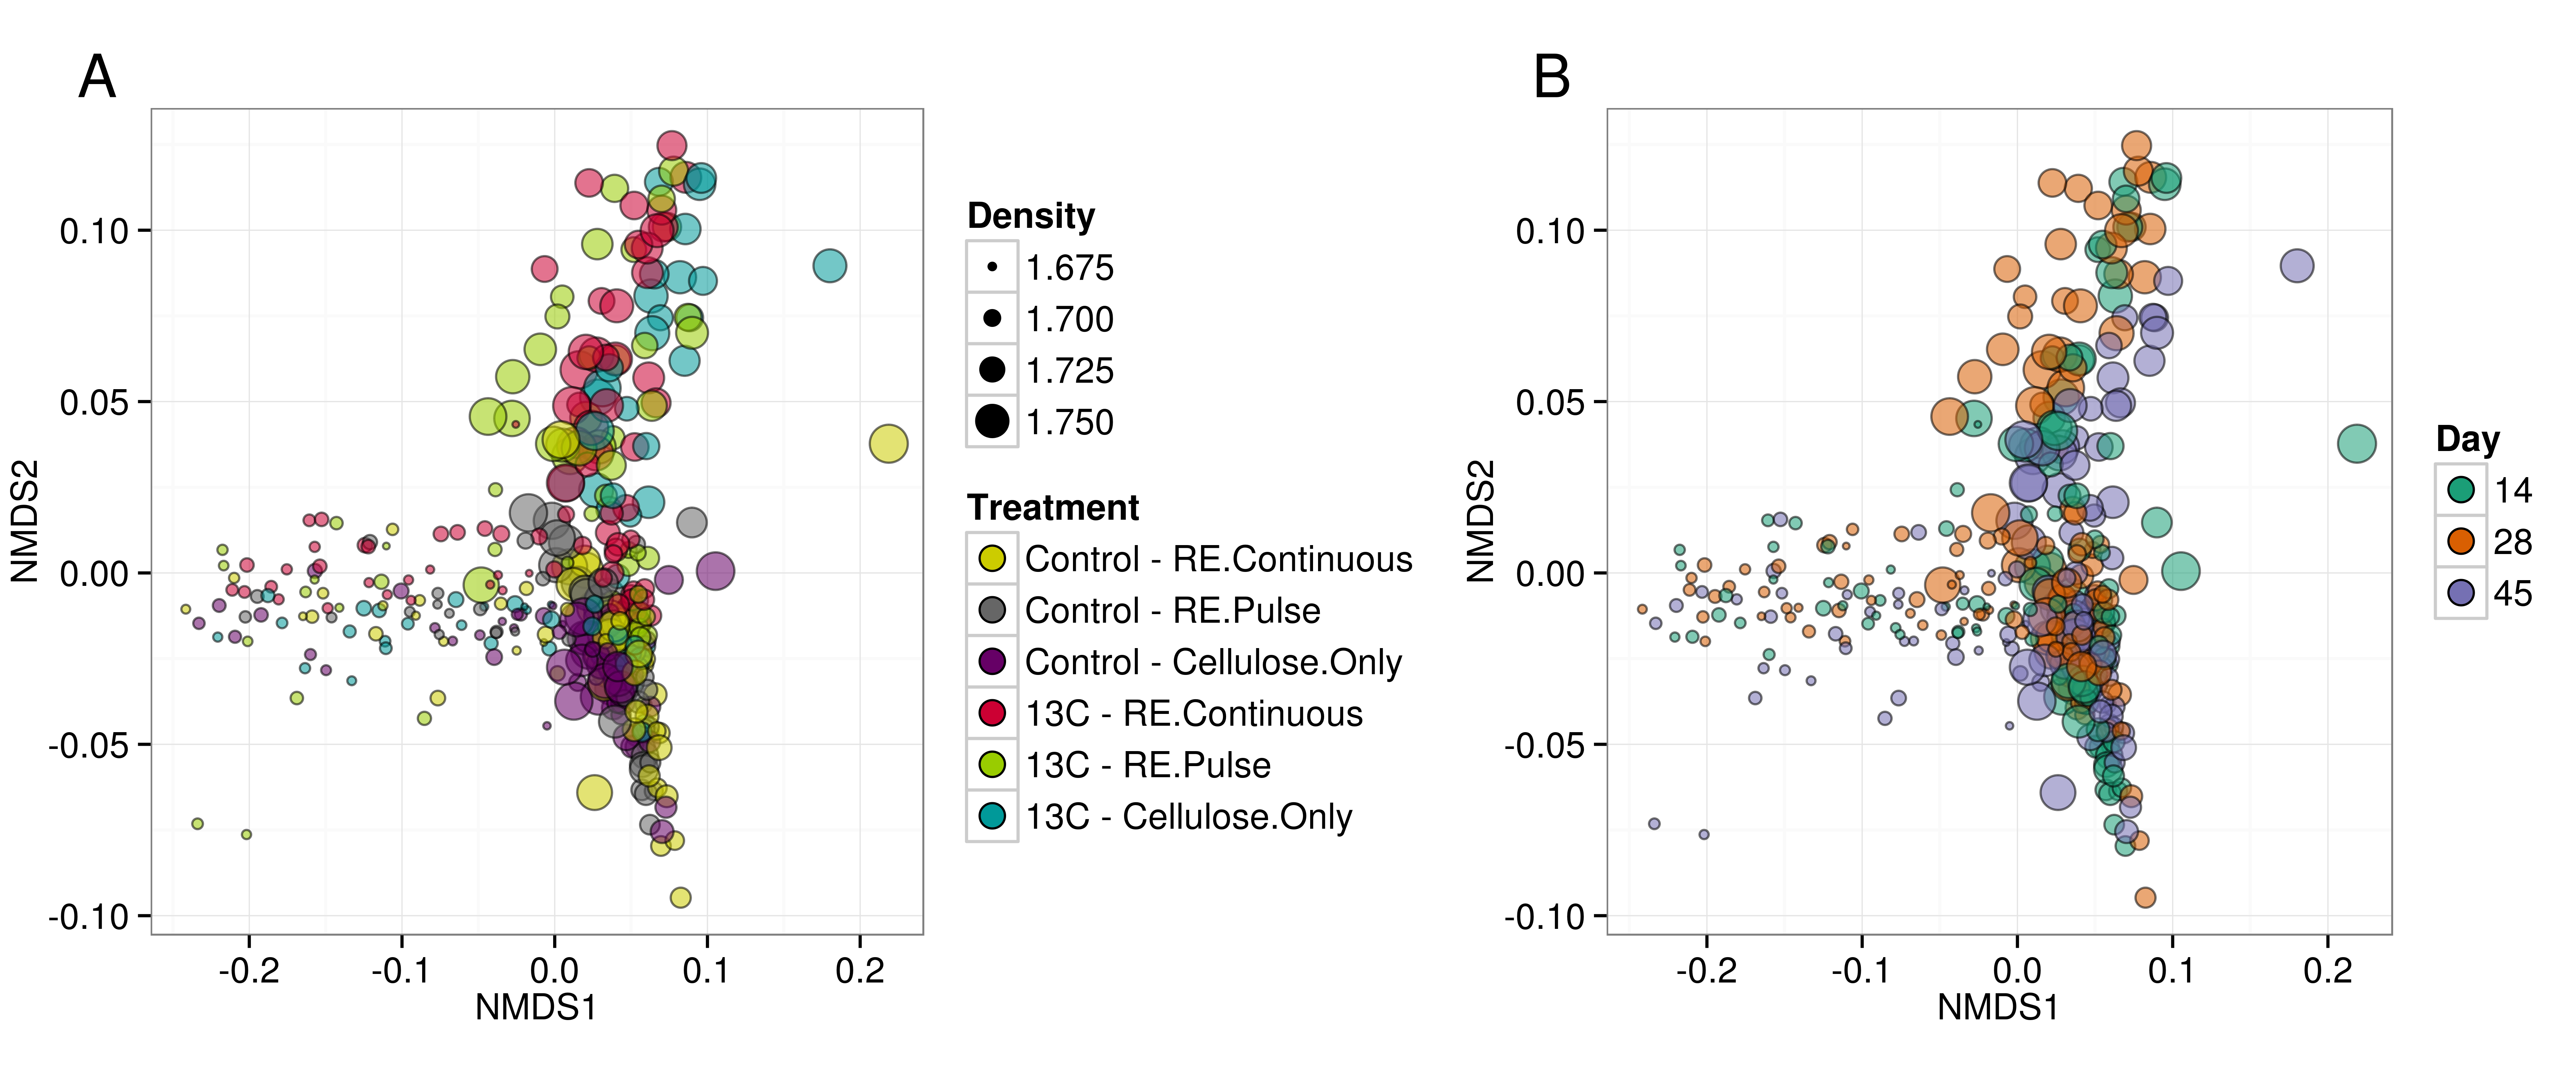 A
NMDS2
0.10
0.05
0.00
-0.05
-0.10
-0.2
-0.1
0.0
0.1
0.2
NMDS1
Density
1.675
1.700
1.725
1.750
Treatment
Control - RE.Continuous
Control - RE.Pulse
Control - Cellulose.Only
13C - RE.Continuous
13C - RE.Pulse
13C - Cellulose.Only
B
NMDS2
0.10
0.05
0.00
-0.05
-0.10
-0.2
-0.1
0.0
0.1
0.2
NMDS1
Day
14
28
45